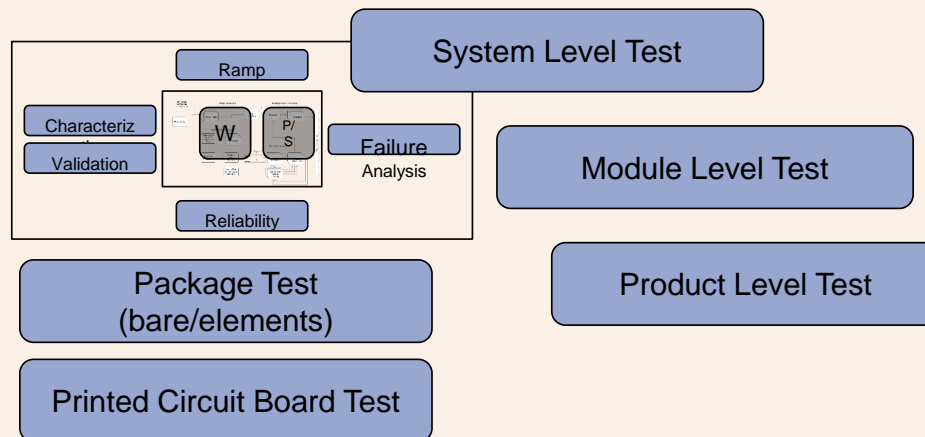 System Level Test
Ramp
Characteriz
W
P/
S
Failure
Analysis
Validation
Module Level Test
Reliability
Package Test
(bare/elements)
Product Level Test
Printed Circuit Board Test